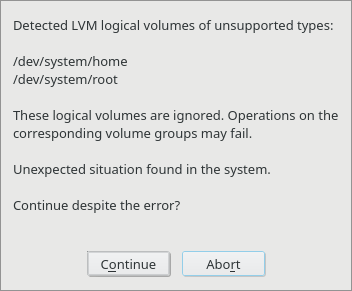 Detected LVM logical volumes of unsupported types:
/dev/system/home
/dev/system/root
These logical volumes are ignored. Operations on the
corresponding volume groups may fail.
Unexpected situation found in the system.
Continue despite the error?
Continue
Abort